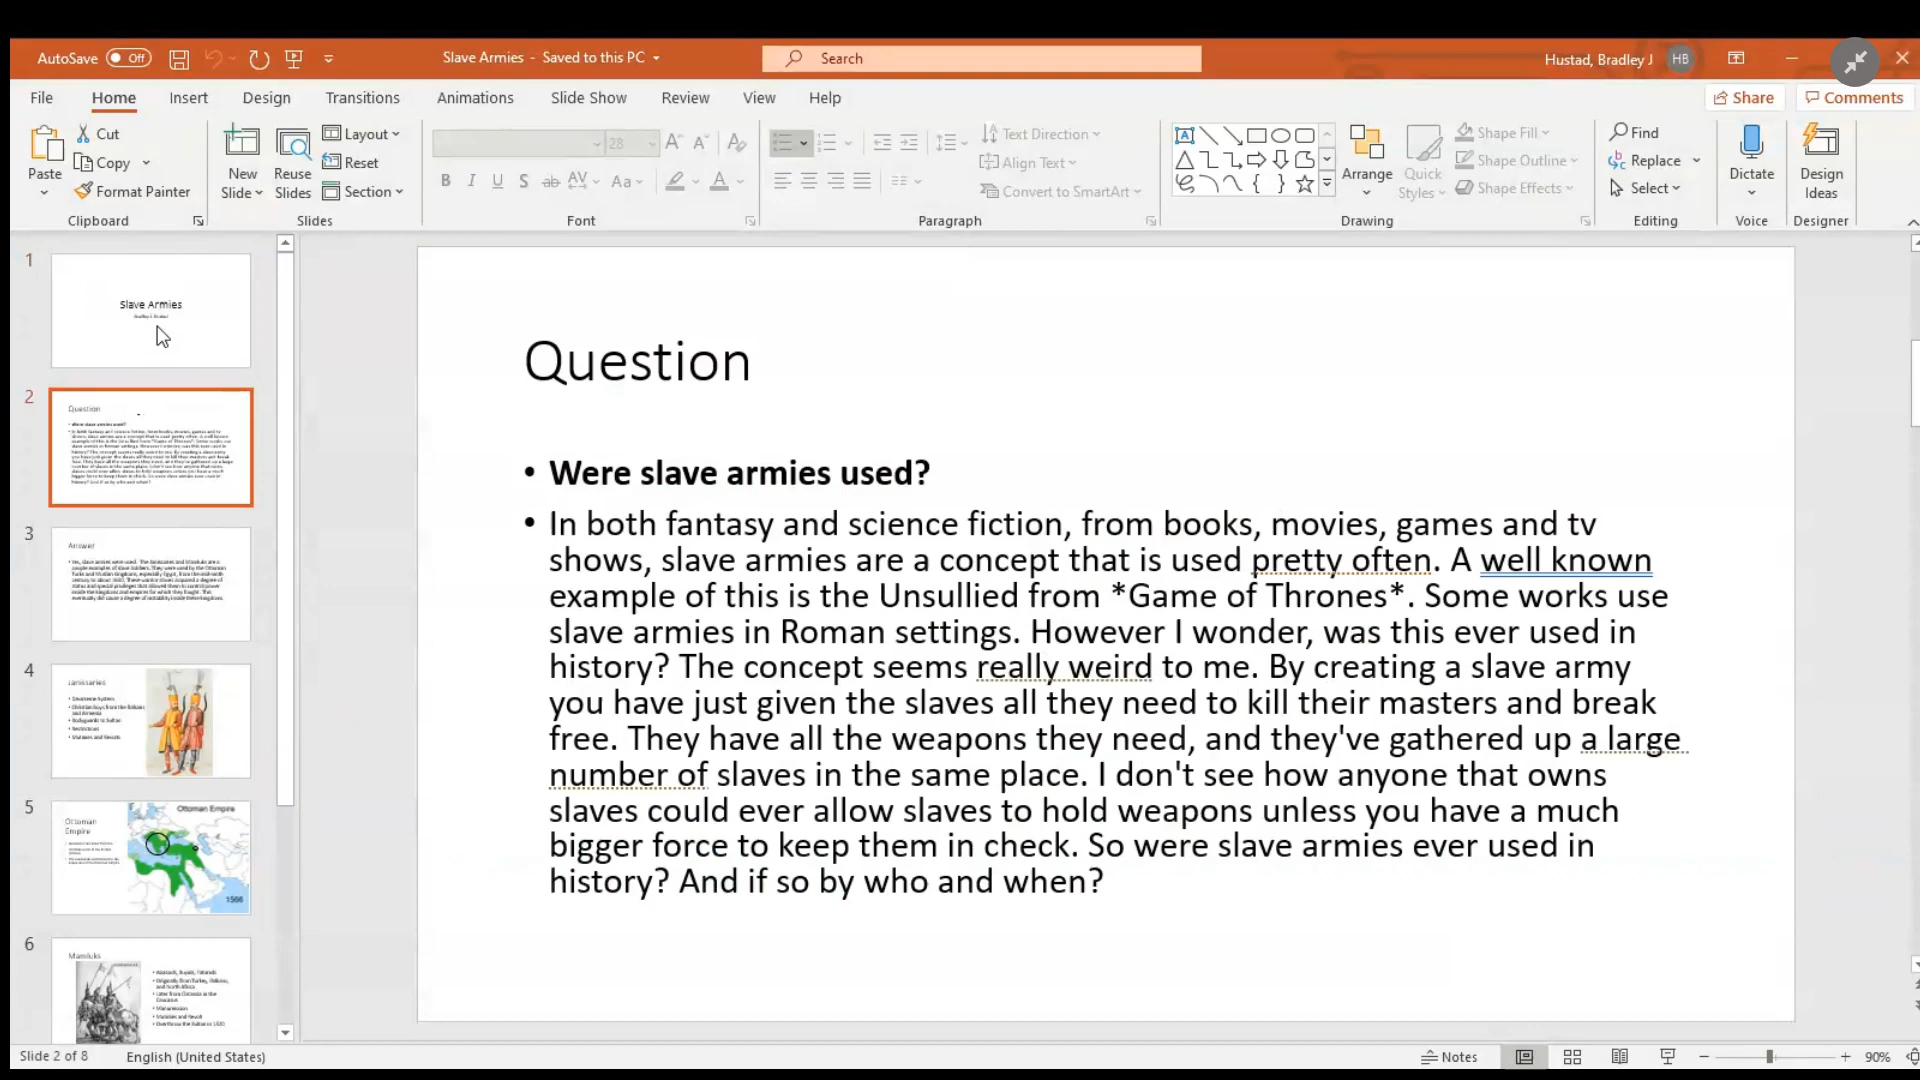 AutoSave Off Slave Armies - Saved to this PC Search Hustad, Bradley J HB
File Home Insert Design Transitions Animations Slide Show Review View Help Share Comments
Paste Cut Copy Format Painter Clipboard
New Slide Reuse Slides Layout Reset Section Slides
28 Font
Text Direction Align Text Convert to SmartArt Paragraph
Arrange Quick Styles Shape Fill Shape Outline Shape Effects Drawing
Find Replace Select Editing
Dictate Voice
Design Ideas Designer
1
Slave Armies
2
Question
3
Answer
4
Janissaries
5
Ottoman Empire
Ottoman Empire
1566
6
Mamluks
Question
• Were slave armies used?
• In both fantasy and science fiction, from books, movies, games and tv
shows, slave armies are a concept that is used pretty often. A well known
example of this is the Unsullied from *Game of Thrones*. Some works use
slave armies in Roman settings. However I wonder, was this ever used in
history? The concept seems really weird to me. By creating a slave army
you have just given the slaves all they need to kill their masters and break
free. They have all the weapons they need, and they've gathered up a large
number of slaves in the same place. I don't see how anyone that owns
slaves could ever allow slaves to hold weapons unless you have a much
bigger force to keep them in check. So were slave armies ever used in
history? And if so by who and when?
Slide 2 of 8 English (United States) Notes 90%